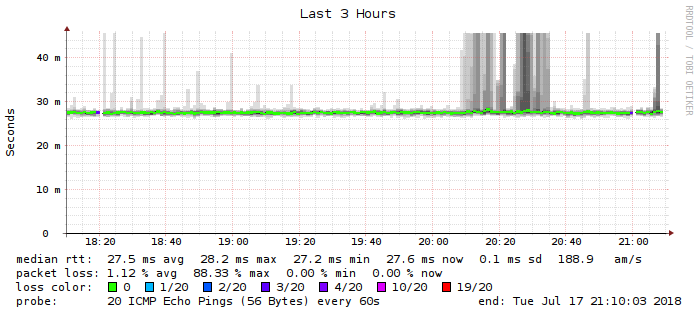 Last 3 Hours
RRDTOOL / TOBI OETIKER
Seconds
40 m
30 m
20 m
10 m
0
18:20 18:40 19:00 19:20 19:40 20:00 20:20 20:40 21:00
median rtt: 27.5 ms avg 28.2 ms max 27.2 ms min 27.6 ms now 0.1 ms sd 188.9 am/s
packet loss: 1.12 % avg 88.33 % max 0.00 % min 0.00 % now
loss color: 0 1/20 2/20 3/20 4/20 10/20 19/20
probe: 20 ICMP Echo Pings (56 Bytes) every 60s end: Tue Jul 17 21:10:03 2018